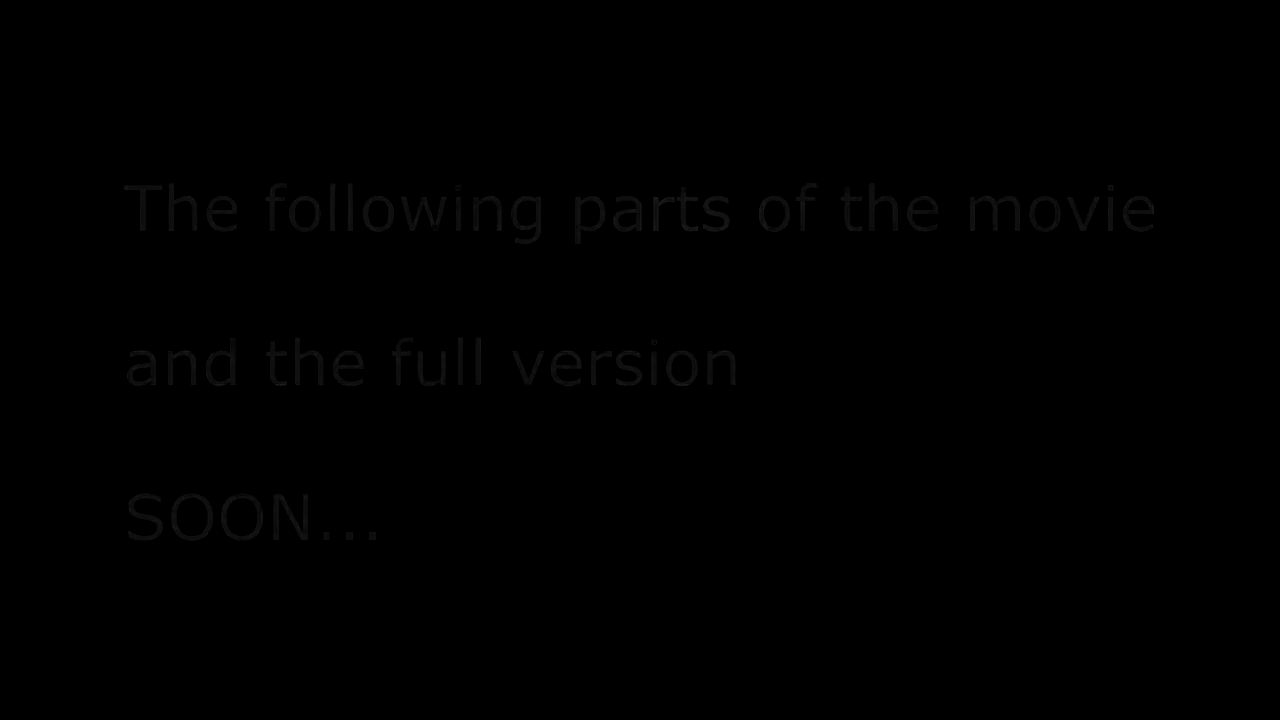 The following parts of the movie
and the full version
SOON...